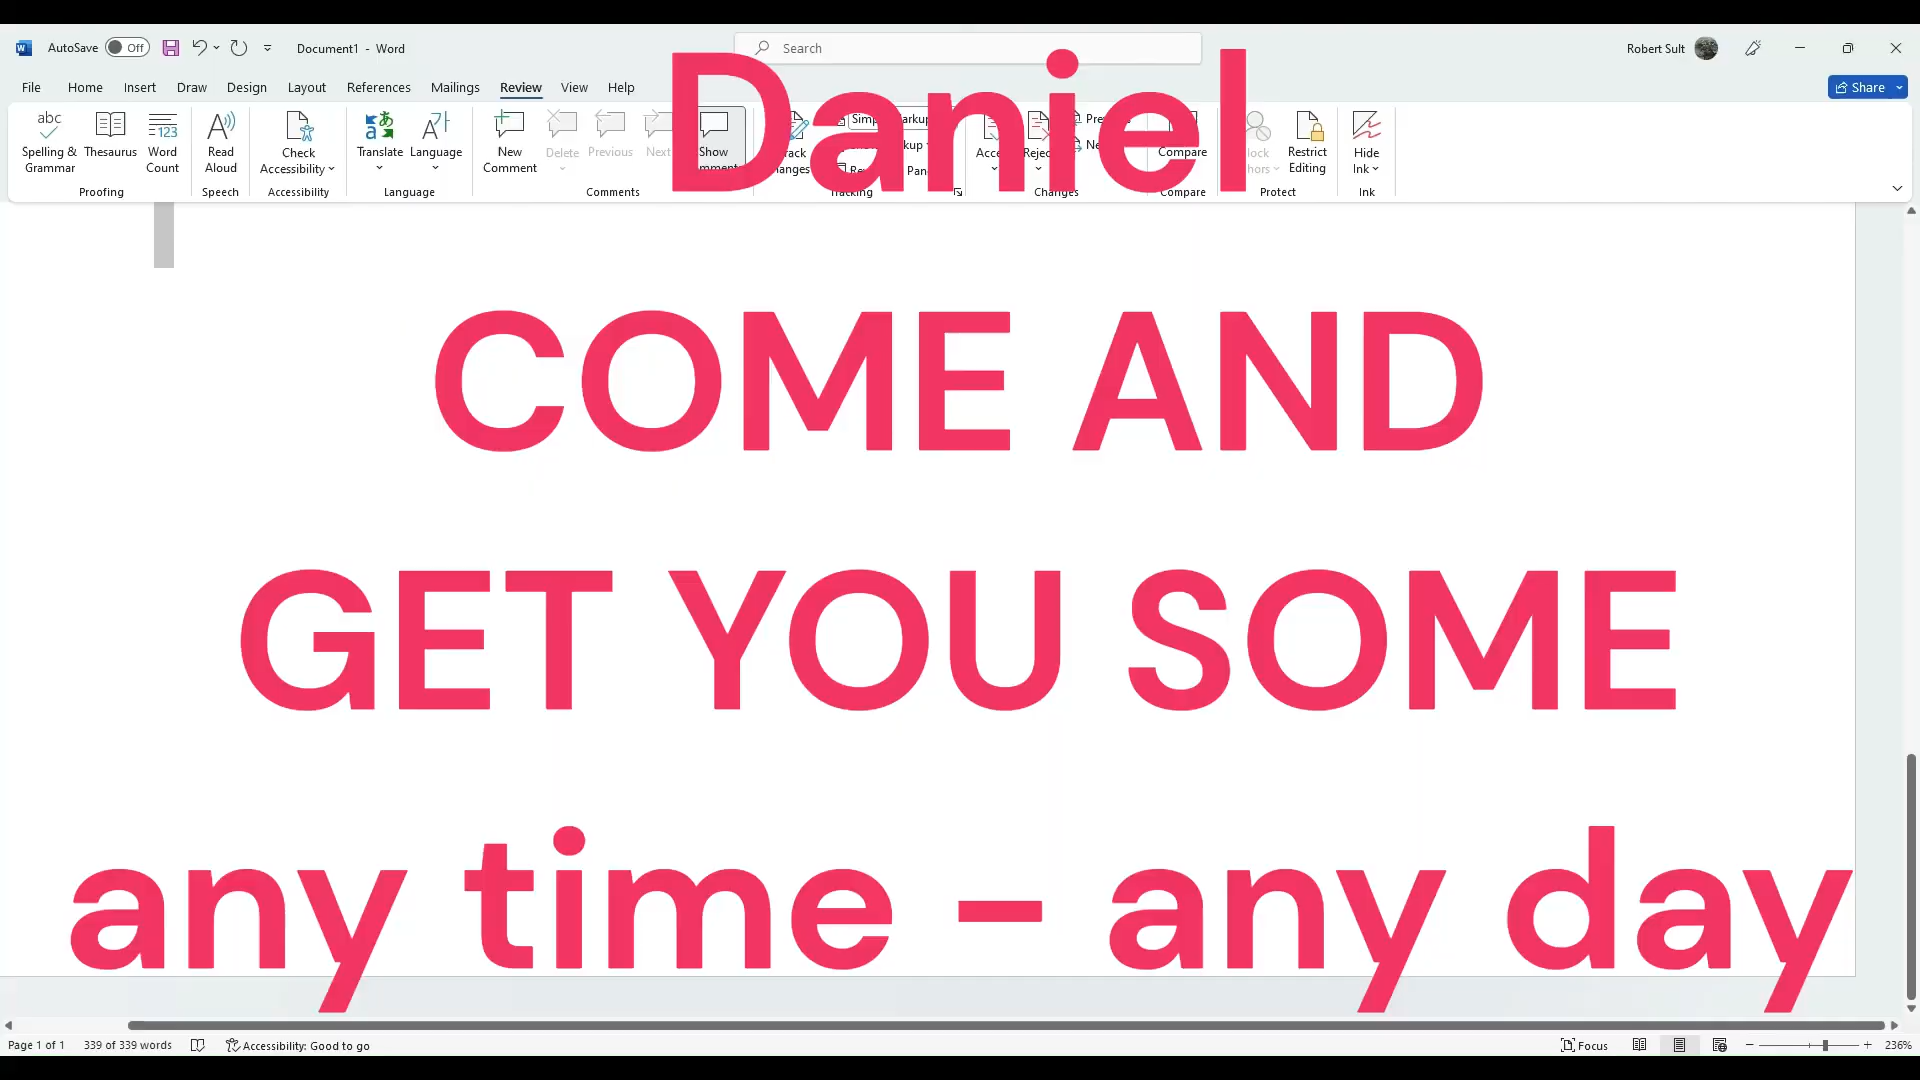 AutoSave Off Document1 - Word Search Robert Sult
File Home Insert Draw Design Layout References Mailings Review View Help Share
Daniel
abc
123
Spelling & Grammar Thesaurus Word Count Read Aloud Check Accessibility Translate Language New Comment Delete Previous Next Show Compare Restrict Editing Hide Ink
Proofing Speech Accessibility Language Comments Tracking Changes Compare Protect Ink
COME AND
GET YOU SOME
any time - any day
Page 1 of 1 339 of 339 words Accessibility: Good to go Focus 236%